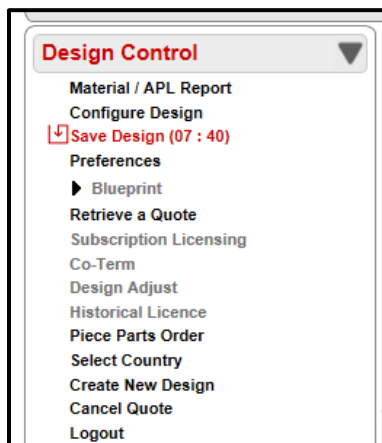 Design Control
Material / APL Report
Configure Design
Save Design (07 : 40)
Preferences
Blueprint
Retrieve a Quote
Subscription Licensing
Co-Term
Design Adjust
Historical Licence
Piece Parts Order
Select Country
Create New Design
Cancel Quote
Logout